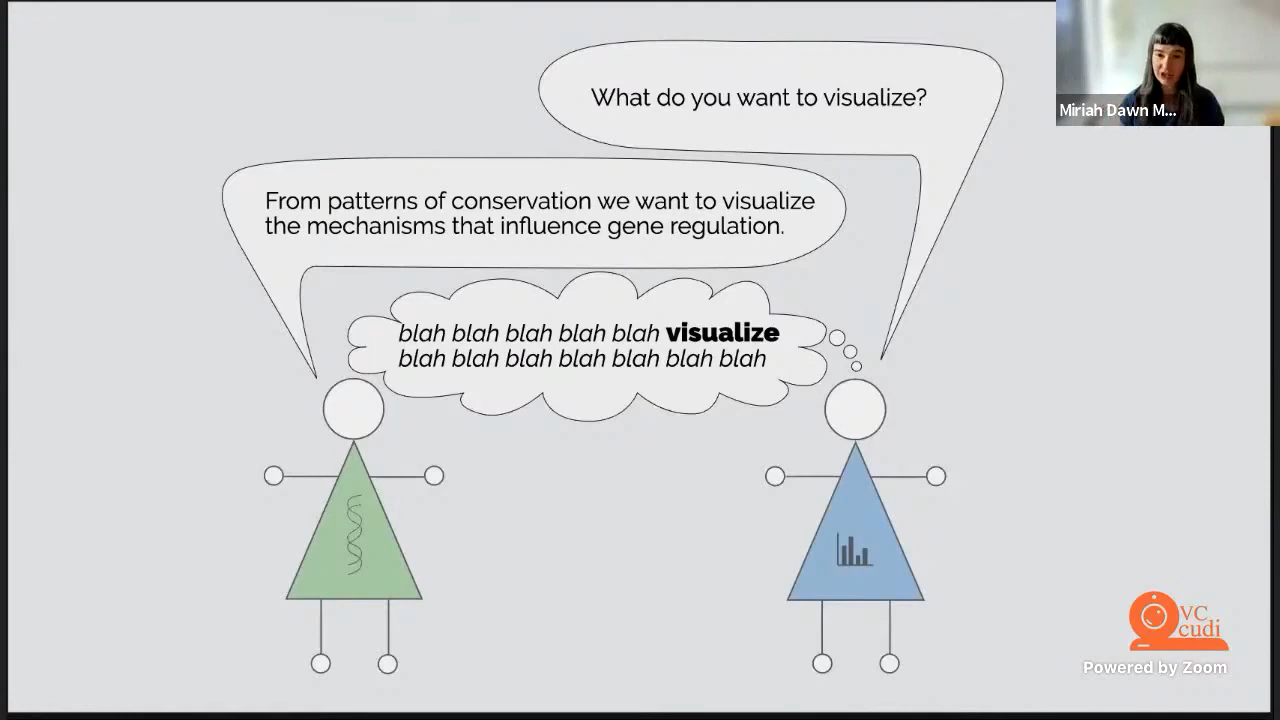 What do you want to visualize?
Miriah Dawn M...
From patterns of conservation we want to visualize
the mechanisms that influence gene regulation.
blah blah blah blah blah visualize
blah blah blah blah blah blah blah
VC
cudi
Powered by Zoom